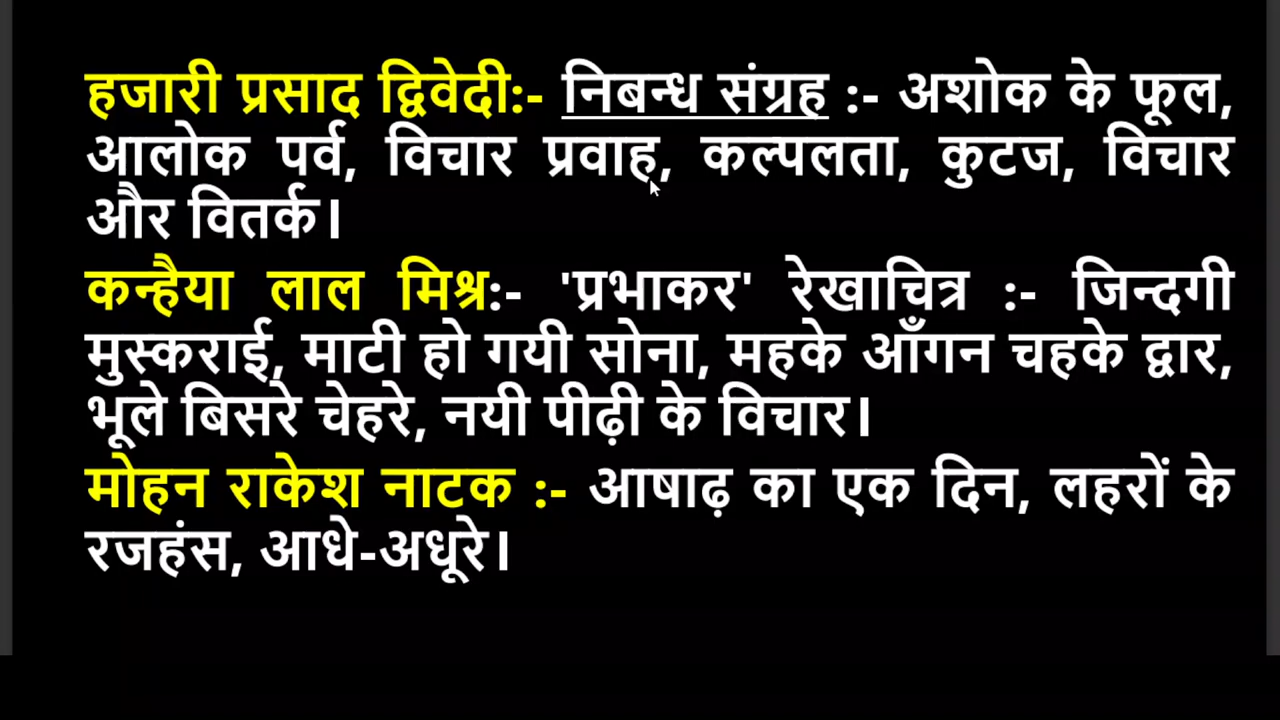 हजारी प्रसाद द्विवेदी:- निबन्ध संग्रह :- अशोक के फूल,
आलोक पर्व, विचार प्रवाह, कल्पलता, कुटज, विचार
और वितर्क।
कन्हैया लाल मिश्र:- 'प्रभाकर' रेखाचित्र :- जिन्दगी
मुस्कराई, माटी हो गयी सोना, महके आँगन चहके द्वार,
भूले बिसरे चेहरे, नयी पीढ़ी के विचार।
मोहन राकेश नाटक :- आषाढ़ का एक दिन, लहरों के
रजहंस, आधे-अधूरे।